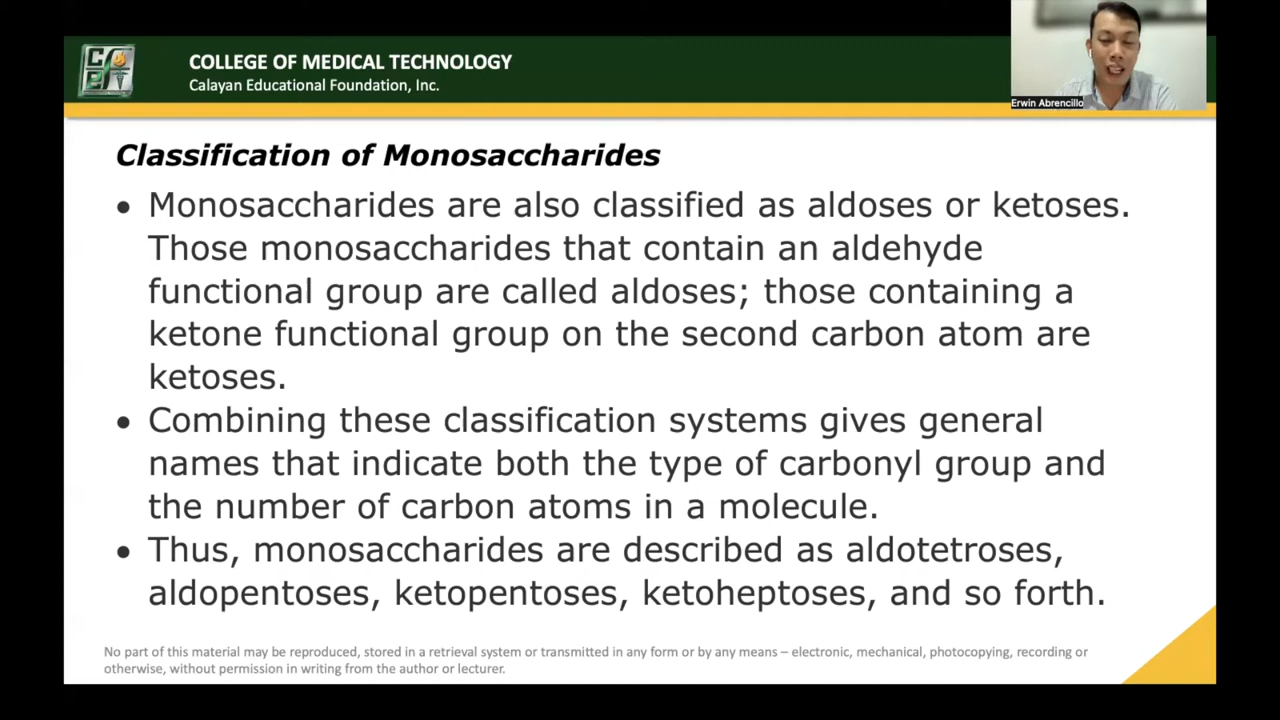 COLLEGE OF MEDICAL TECHNOLOGY
Calayan Educational Foundation, Inc.
Erwin Abrencillo
Classification of Monosaccharides
• Monosaccharides are also classified as aldoses or ketoses.
Those monosaccharides that contain an aldehyde
functional group are called aldoses; those containing a
ketone functional group on the second carbon atom are
ketoses.
• Combining these classification systems gives general
names that indicate both the type of carbonyl group and
the number of carbon atoms in a molecule.
• Thus, monosaccharides are described as aldotetroses,
aldopentoses, ketopentoses, ketoheptoses, and so forth.
No part of this material may be reproduced, stored in a retrieval system or transmitted in any form or by any means – electronic, mechanical, photocopying, recording or
otherwise, without permission in writing from the author or lecturer.